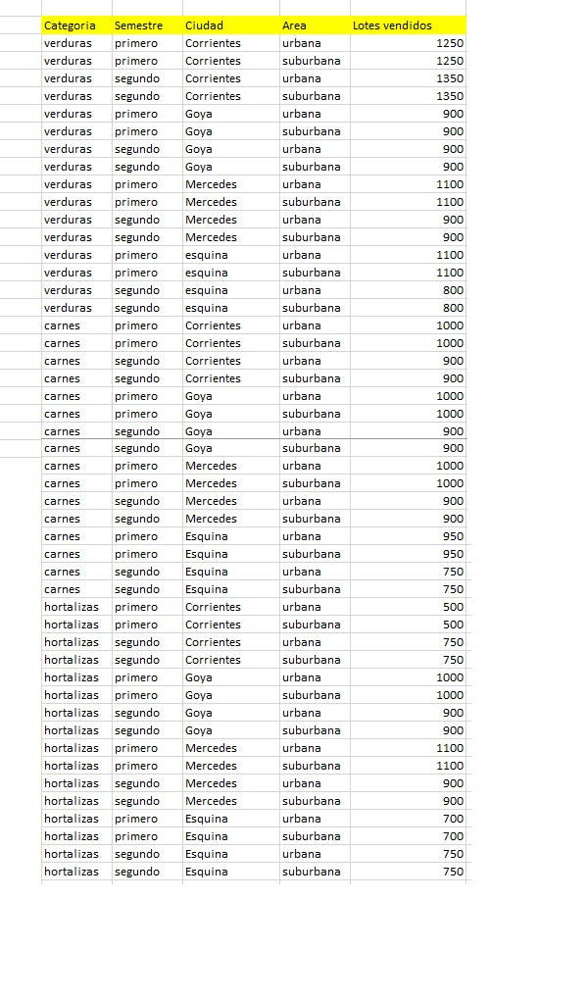 Categoria Semestre Ciudad Area Lotes vendidos
verduras primero Corrientes urbana 1250
verduras primero Corrientes suburbana 1250
verduras segundo Corrientes urbana 1350
verduras segundo Corrientes suburbana 1350
verduras primero Goya urbana 900
verduras primero Goya suburbana 900
verduras segundo Goya urbana 900
verduras segundo Goya suburbana 900
verduras primero Mercedes urbana 1100
verduras primero Mercedes suburbana 1100
verduras segundo Mercedes urbana 900
verduras segundo Mercedes suburbana 900
verduras primero esquina urbana 1100
verduras primero esquina suburbana 1100
verduras segundo esquina urbana 800
verduras segundo esquina suburbana 800
carnes primero Corrientes urbana 1000
carnes primero Corrientes suburbana 1000
carnes segundo Corrientes urbana 900
carnes segundo Corrientes suburbana 900
carnes primero Goya urbana 1000
carnes primero Goya suburbana 1000
carnes segundo Goya urbana 900
carnes segundo Goya suburbana 900
carnes primero Mercedes urbana 1000
carnes primero Mercedes suburbana 1000
carnes segundo Mercedes urbana 900
carnes segundo Mercedes suburbana 900
carnes primero Esquina urbana 950
carnes primero Esquina suburbana 950
carnes segundo Esquina urbana 750
carnes segundo Esquina suburbana 750
hortalizas primero Corrientes urbana 500
hortalizas primero Corrientes suburbana 500
hortalizas segundo Corrientes urbana 750
hortalizas segundo Corrientes suburbana 750
hortalizas primero Goya urbana 1000
hortalizas primero Goya suburbana 1000
hortalizas segundo Goya urbana 900
hortalizas segundo Goya suburbana 900
hortalizas primero Mercedes urbana 1100
hortalizas primero Mercedes suburbana 1100
hortalizas segundo Mercedes urbana 900
hortalizas segundo Mercedes suburbana 900
hortalizas primero Esquina urbana 700
hortalizas primero Esquina suburbana 700
hortalizas segundo Esquina urbana 750
hortalizas segundo Esquina suburbana 750